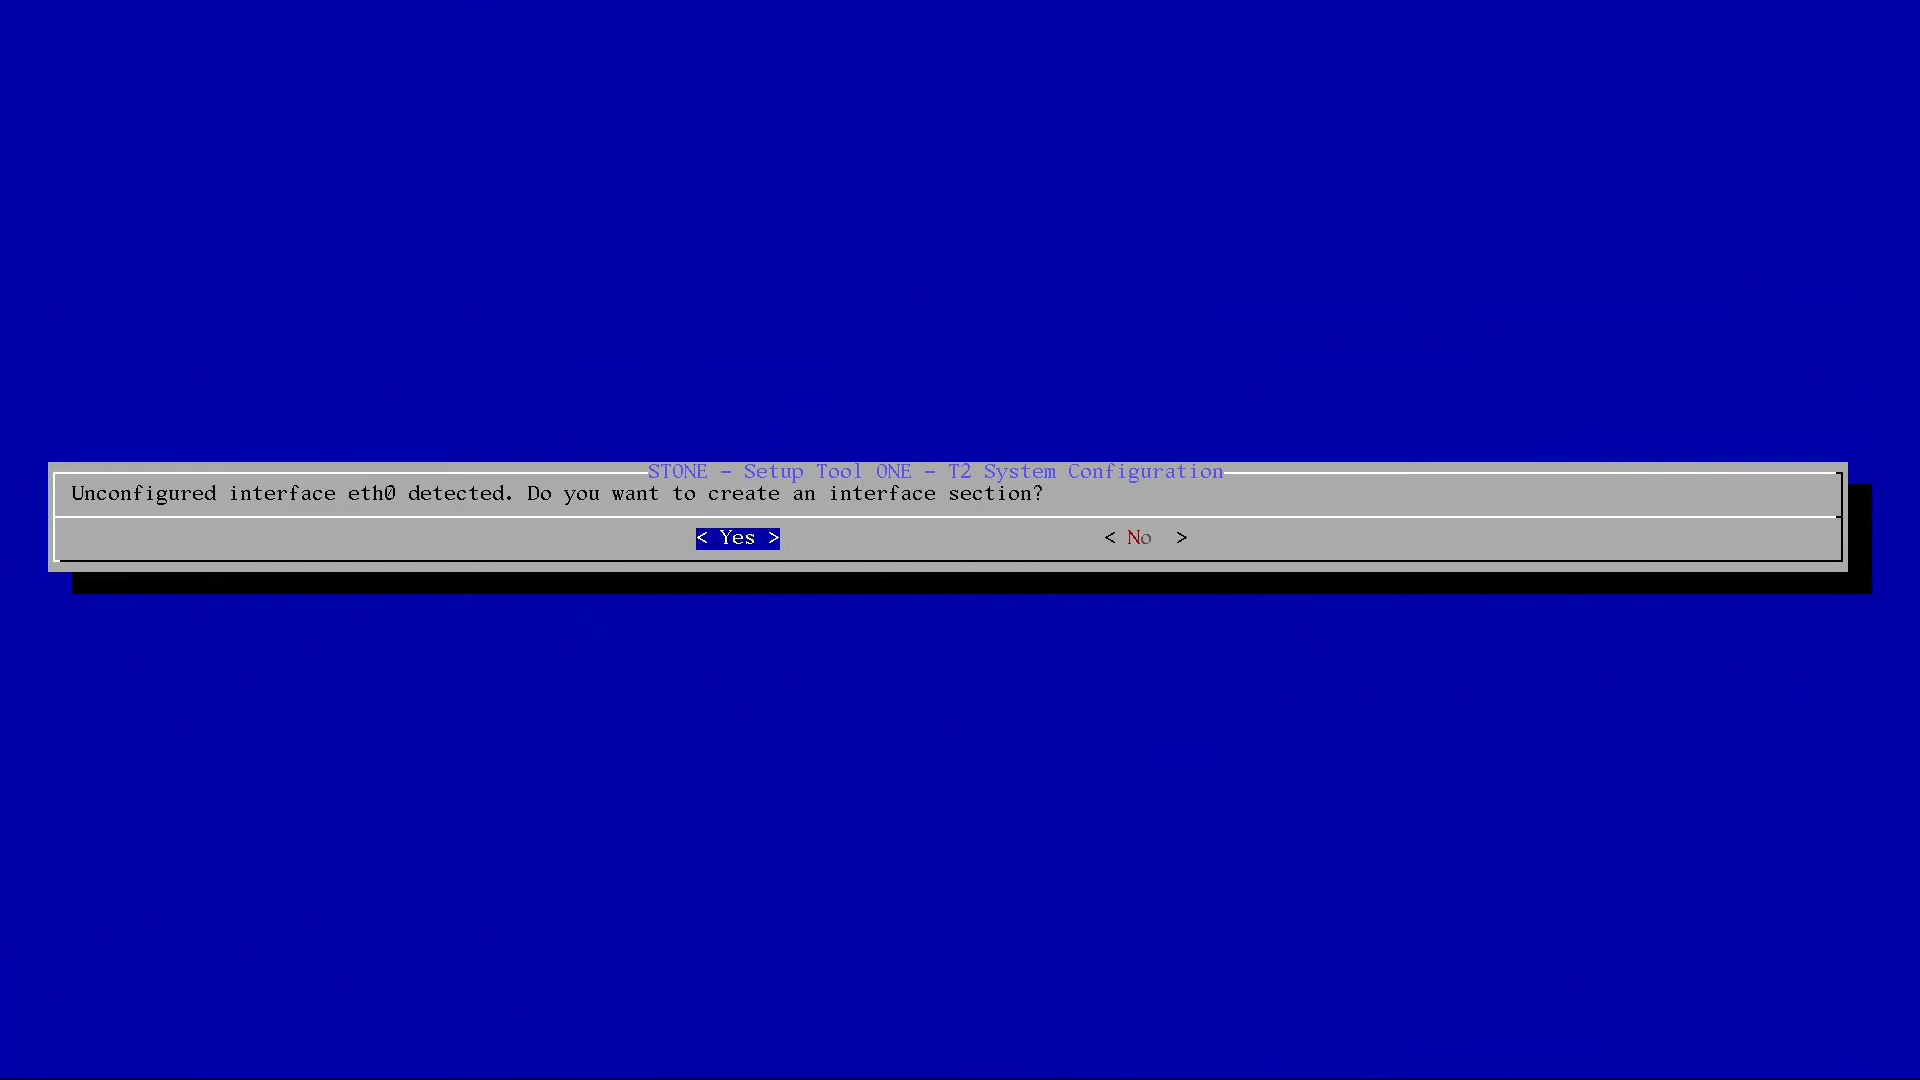 STONE - Setup Tool ONE - T2 System Configuration
Unconfigured interface eth0 detected. Do you want to create an interface section?
< Yes > < No  >